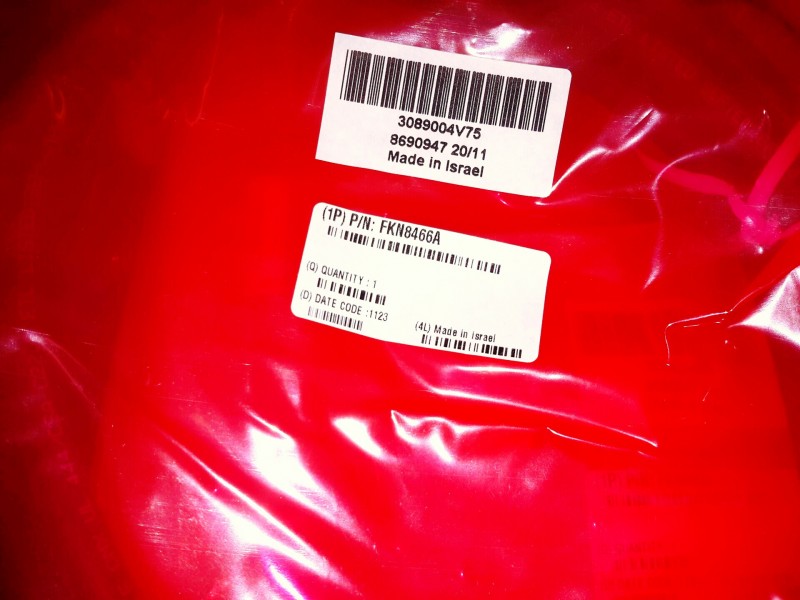 3089004V75
8690947 20/11
Made in Israel
(1P) P/N: FKN8466A
(Q) QUANTITY : 1
(D) DATE CODE :1123
(4L) Made in Israel